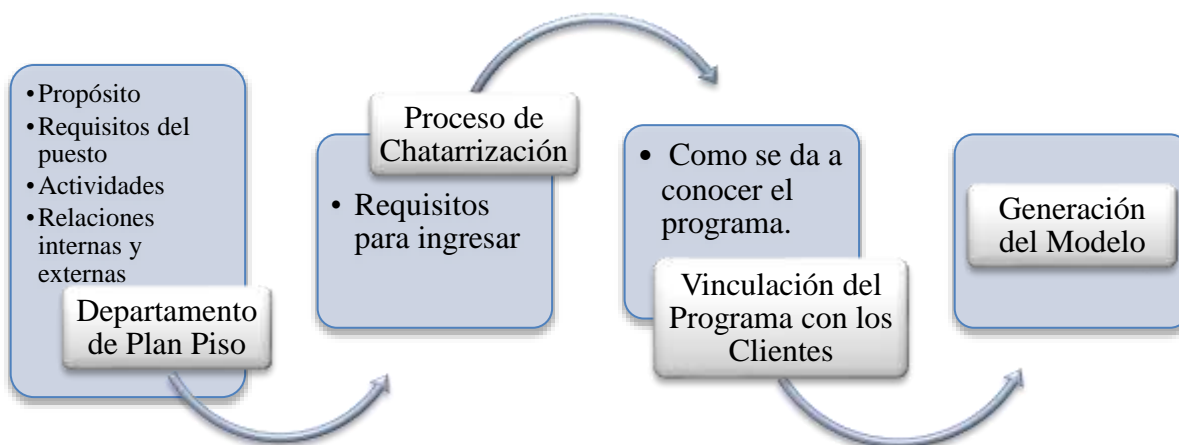 •Propósito
•Requisitos del
puesto
•Actividades
•Relaciones
internas y
externas
Departamento
de Plan Piso
Proceso de
Chatarrización
• Requisitos
para ingresar
• Como se da a
conocer el
programa.
Vinculación del
Programa con los
Clientes
Generación
del Modelo